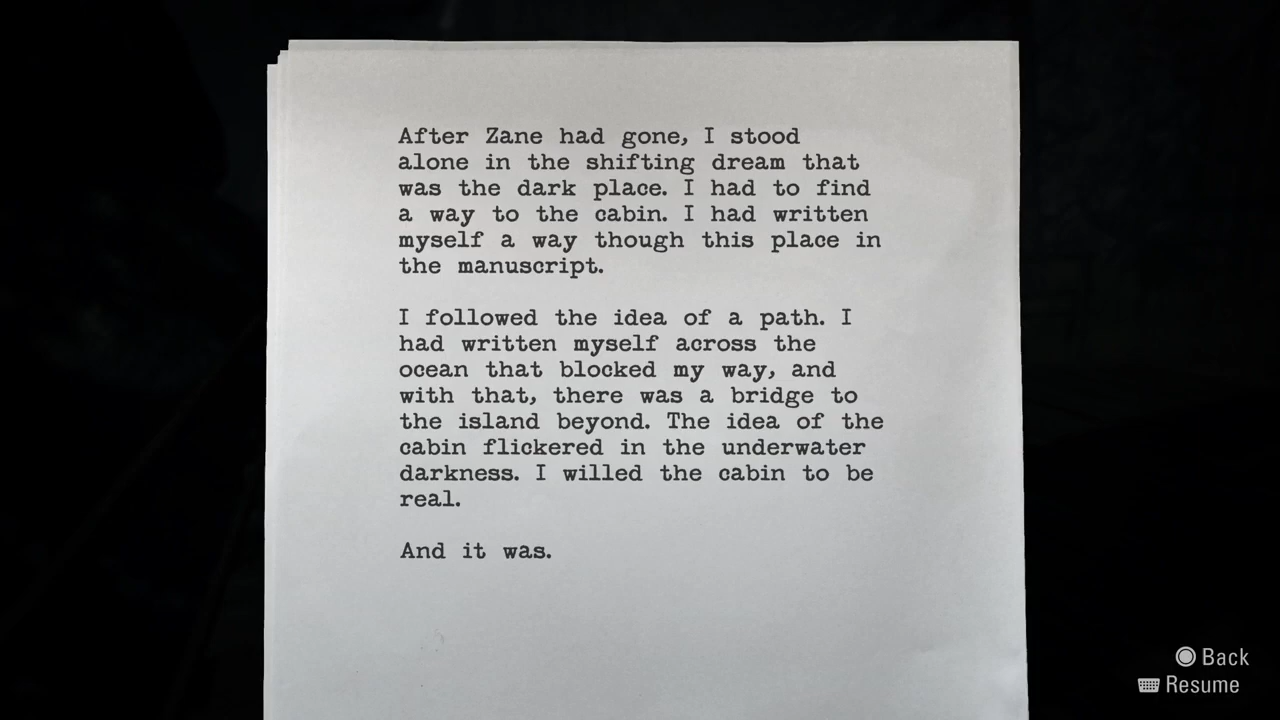 After Zane had gone, I stood
alone in the shifting dream that
was the dark place. I had to find
a way to the cabin. I had written
myself a way though this place in
the manuscript.
I followed the idea of a path. I
had written myself across the
ocean that blocked my way, and
with that, there was a bridge to
the island beyond. The idea of the
cabin flickered in the underwater
darkness. I willed the cabin to be
real.
And it was.
Back
Resume